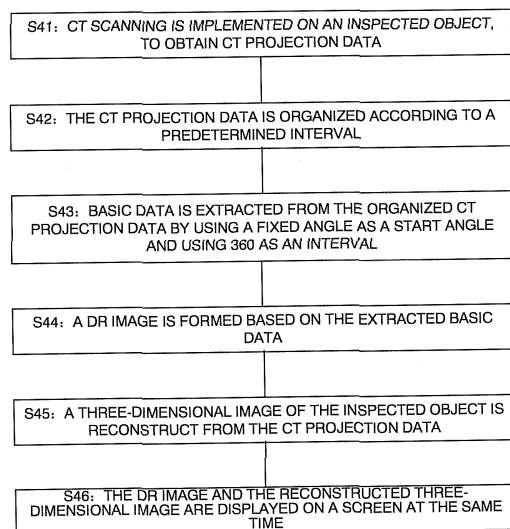 S41: CT SCANNING IS IMPLEMENTED ON AN INSPECTED OBJECT,
TO OBTAIN CT PROJECTION DATA
S42: THE CT PROJECTION DATA IS ORGANIZED ACCORDING TO A
PREDETERMINED INTERVAL
S43: BASIC DATA IS EXTRACTED FROM THE ORGANIZED CT
PROJECTION DATA BY USING A FIXED ANGLE AS A START ANGLE
AND USING 360 AS AN INTERVAL
S44: A DR IMAGE IS FORMED BASED ON THE EXTRACTED BASIC
DATA
S45: A THREE-DIMENSIONAL IMAGE OF THE INSPECTED OBJECT IS
RECONSTRUCT FROM THE CT PROJECTION DATA
S46: THE DR IMAGE AND THE RECONSTRUCTED THREE-
DIMENSIONAL IMAGE ARE DISPLAYED ON A SCREEN AT THE SAME
TIME